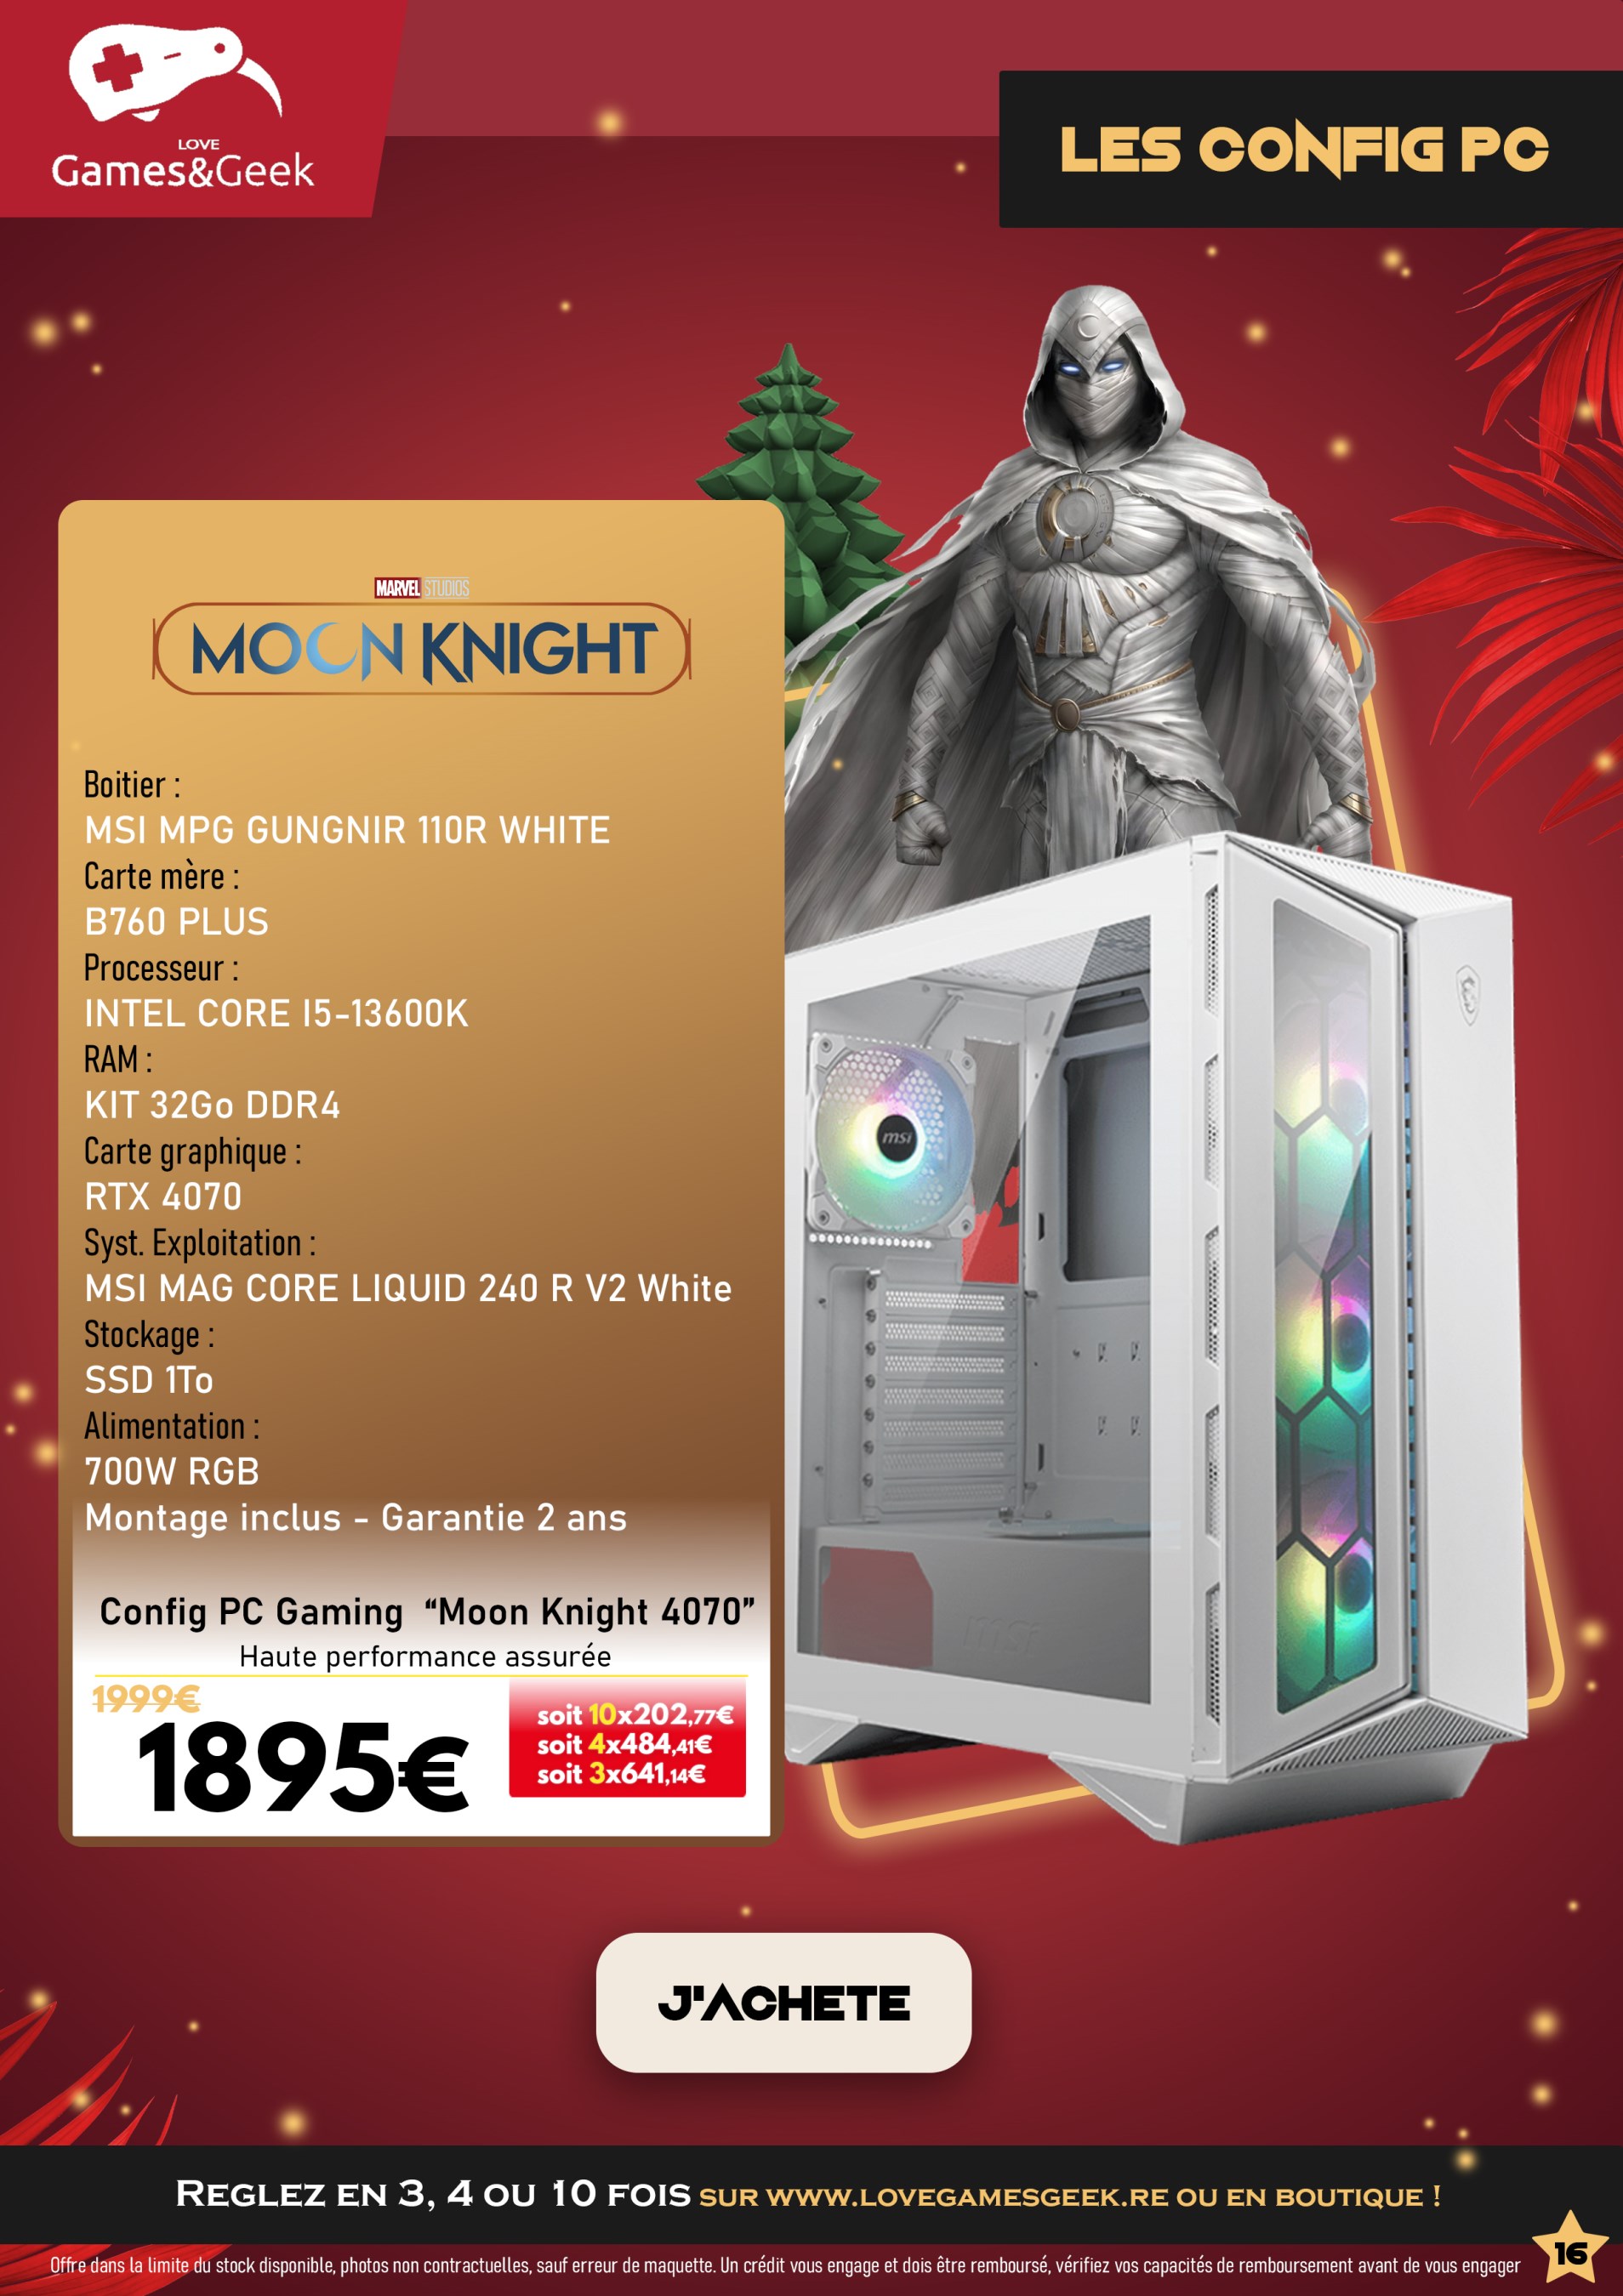 LOVE
Games&Geek
LES CONFIG PC
MARVEL STUDIOS
MOON KNIGHT
Boitier :
MSI MPG GUNGNIR 110R WHITE
Carte mère :
B760 PLUS
Processeur :
INTEL CORE I5-13600K
RAM :
KIT 32Go DDR4
Carte graphique :
RTX 4070
Syst. Exploitation :
MSI MAG CORE LIQUID 240 R V2 White
Stockage :
SSD 1To
Alimentation :
700W RGB
Montage inclus - Garantie 2 ans
Config PC Gaming “Moon Knight 4070”
Haute performance assurée
1999€
1895€
soit 10x202,77€
soit 4x484,41€
soit 3x641,14€
msi
msi
J'ACHETE
REGLEZ EN 3, 4 OU 10 FOIS SUR WWW.LOVEGAMESGEEK.RE OU EN BOUTIQUE !
Offre dans la limite du stock disponible, photos non contractuelles, sauf erreur de maquette. Un crédit vous engage et dois être remboursé, vérifiez vos capacités de remboursement avant de vous engager
16